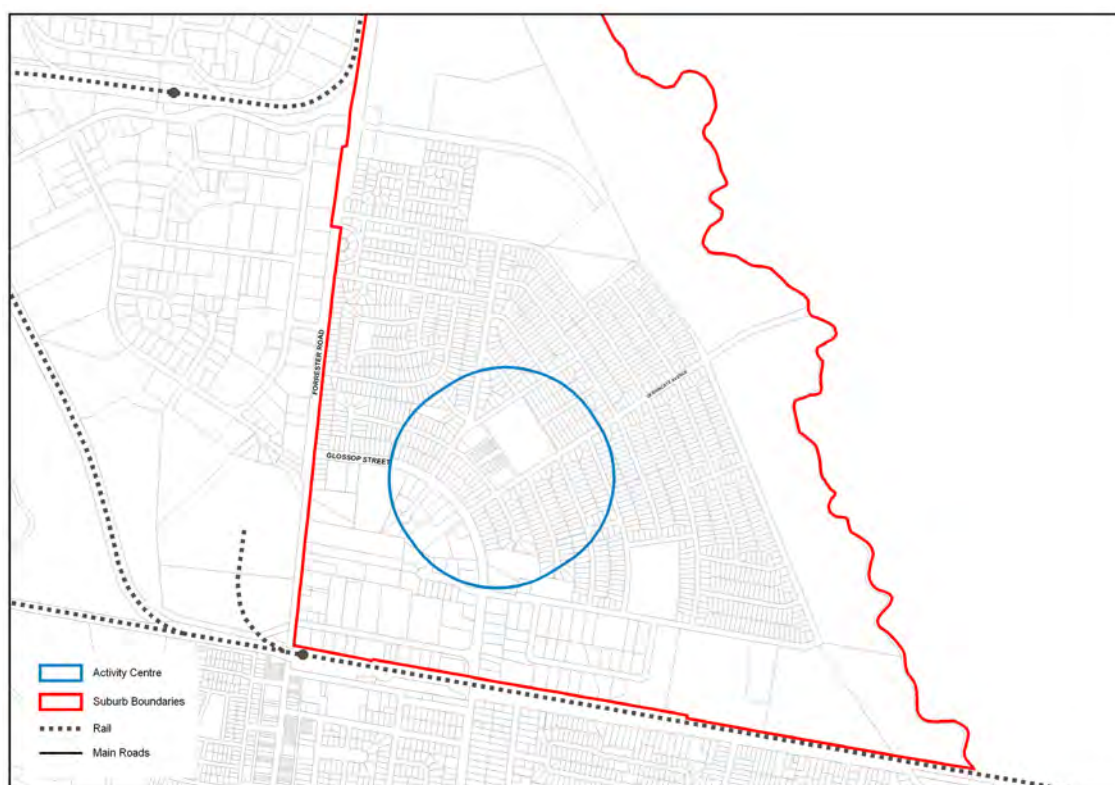 FORRESTER ROAD
GLOSSOP STREET
Activity Centre
Suburb Boundaries
Rail
Main Roads